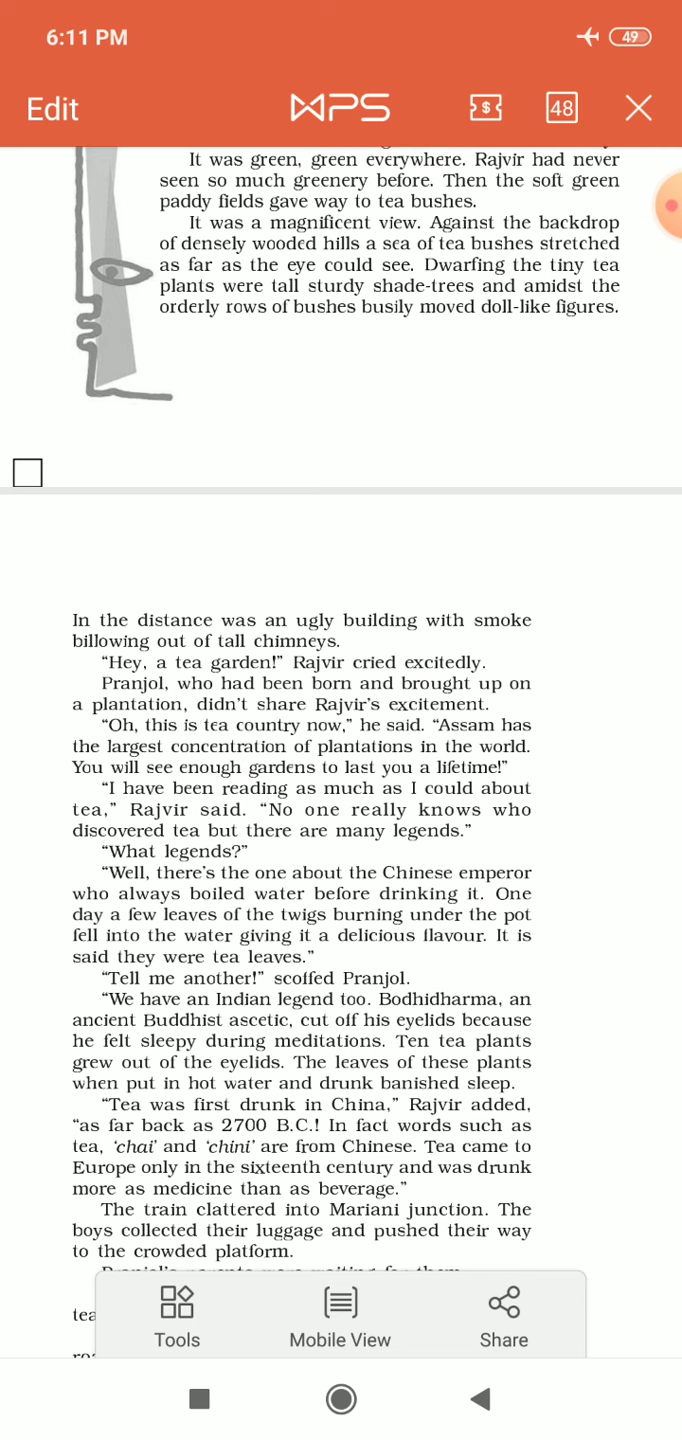 6:11 PM
49
Edit
WPS
$
48
It was green, green everywhere. Rajvir had never
seen so much greenery before. Then the soft green
paddy fields gave way to tea bushes.
It was a magnificent view. Against the backdrop
of densely wooded hills a sea of tea bushes stretched
as far as the eye could see. Dwarfing the tiny tea
plants were tall sturdy shade-trees and amidst the
orderly rows of bushes busily moved doll-like figures.
In the distance was an ugly building with smoke
billowing out of tall chimneys.
“Hey, a tea garden!” Rajvir cried excitedly.
Pranjol, who had been born and brought up on
a plantation, didn’t share Rajvir’s excitement.
“Oh, this is tea country now,” he said. “Assam has
the largest concentration of plantations in the world.
You will see enough gardens to last you a lifetime!”
“I have been reading as much as I could about
tea,” Rajvir said. “No one really knows who
discovered tea but there are many legends.”
“What legends?”
“Well, there’s the one about the Chinese emperor
who always boiled water before drinking it. One
day a few leaves of the twigs burning under the pot
fell into the water giving it a delicious flavour. It is
said they were tea leaves.”
“Tell me another!” scoffed Pranjol.
“We have an Indian legend too. Bodhidharma, an
ancient Buddhist ascetic, cut off his eyelids because
he felt sleepy during meditations. Ten tea plants
grew out of the eyelids. The leaves of these plants
when put in hot water and drunk banished sleep.
“Tea was first drunk in China,” Rajvir added,
“as far back as 2700 B.C.! In fact words such as
tea, ‘chai’ and ‘chini’ are from Chinese. Tea came to
Europe only in the sixteenth century and was drunk
more as medicine than as beverage.”
The train clattered into Mariani junction. The
boys collected their luggage and pushed their way
to the crowded platform.
tea
Tools
Mobile View
Share